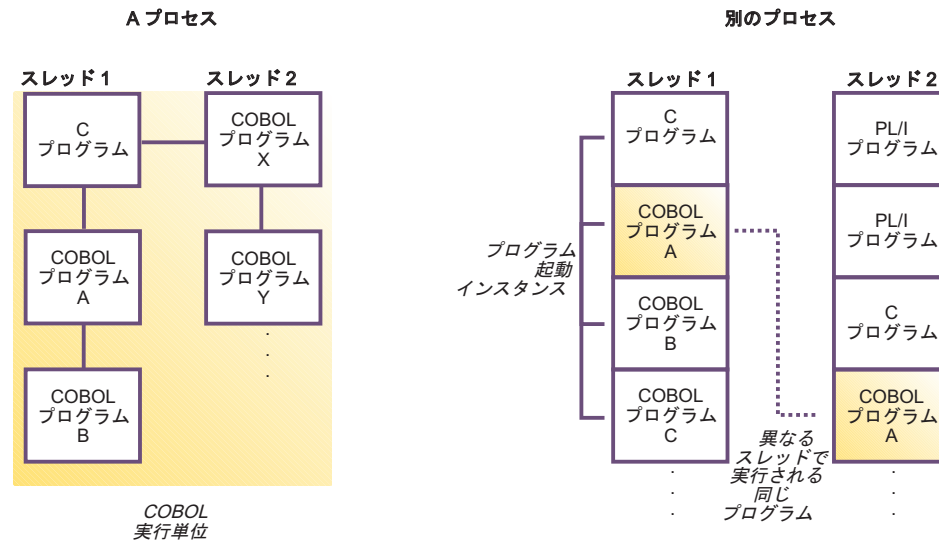 A プロセス
スレッド 1
スレッド 2
C
プログラム
COBOL
プログラム
X
COBOL
プログラム
A
COBOL
プログラム
Y
.
.
.
COBOL
プログラム
B
COBOL
実行単位
別のプロセス
スレッド 1
スレッド 2
C
プログラム
COBOL
プログラム
A
COBOL
プログラム
B
COBOL
プログラム
C
.
.
.
プログラム
起動
インスタンス
PL/I
プログラム
PL/I
プログラム
C
プログラム
COBOL
プログラム
A
.
.
.
異なる
スレッドで
実行される
同じ
プログラム